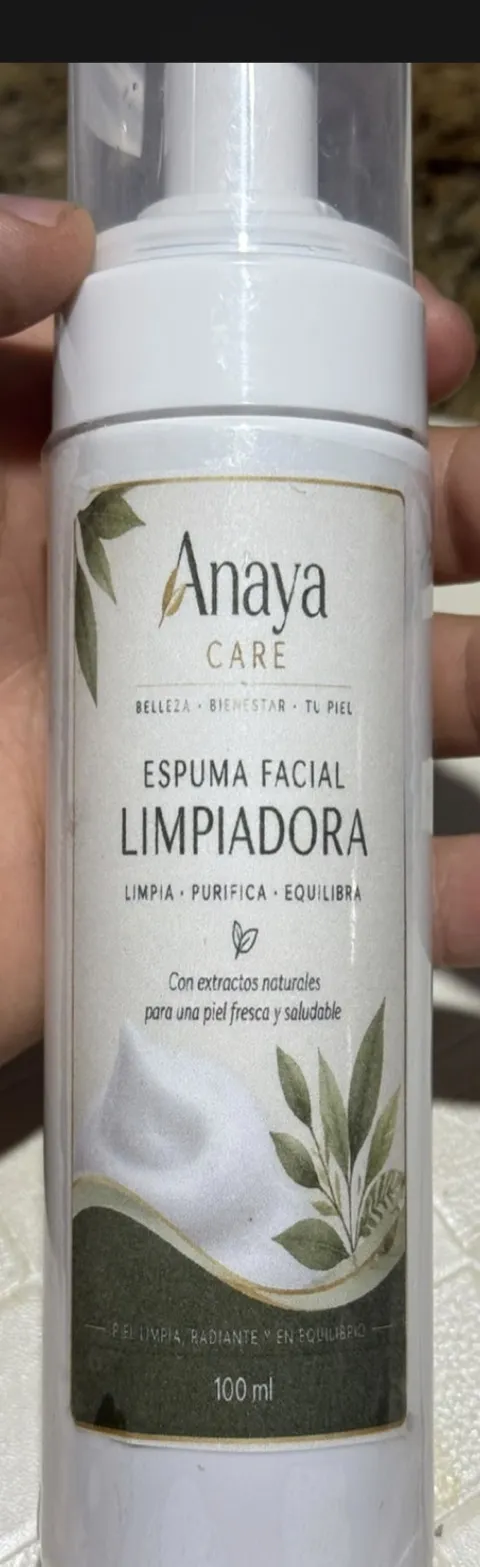 Anaya
CARE
BELLEZA · BIENESTAR · TU PIEL
ESPUMA FACIAL
LIMPIADORA
LIMPIA · PURIFICA · EQUILIBRA
Con extractos naturales
para una piel fresca y saludable
PIEL LIMPIA, RADIANTE Y EN EQUILIBRIO
100 ml